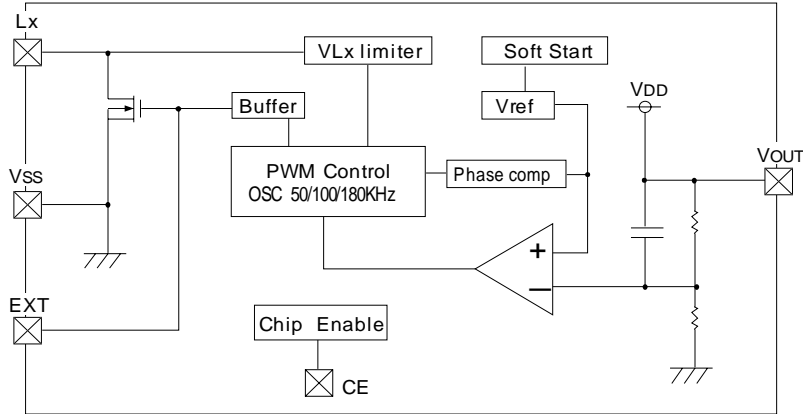 Lx
VLx limiter
Soft Start
Buffer
Vref
VDD
VSS
PWM Control
OSC 50/100/180KHz
Phase comp
VOUT
+
−
EXT
Chip Enable
CE